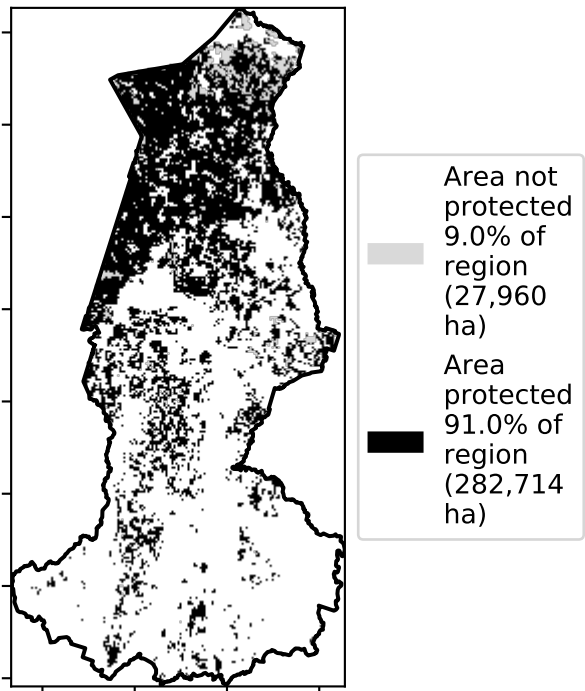 Area not
protected
9.0% of
region
(27,960
ha)
Area
protected
91.0% of
region
(282,714
ha)